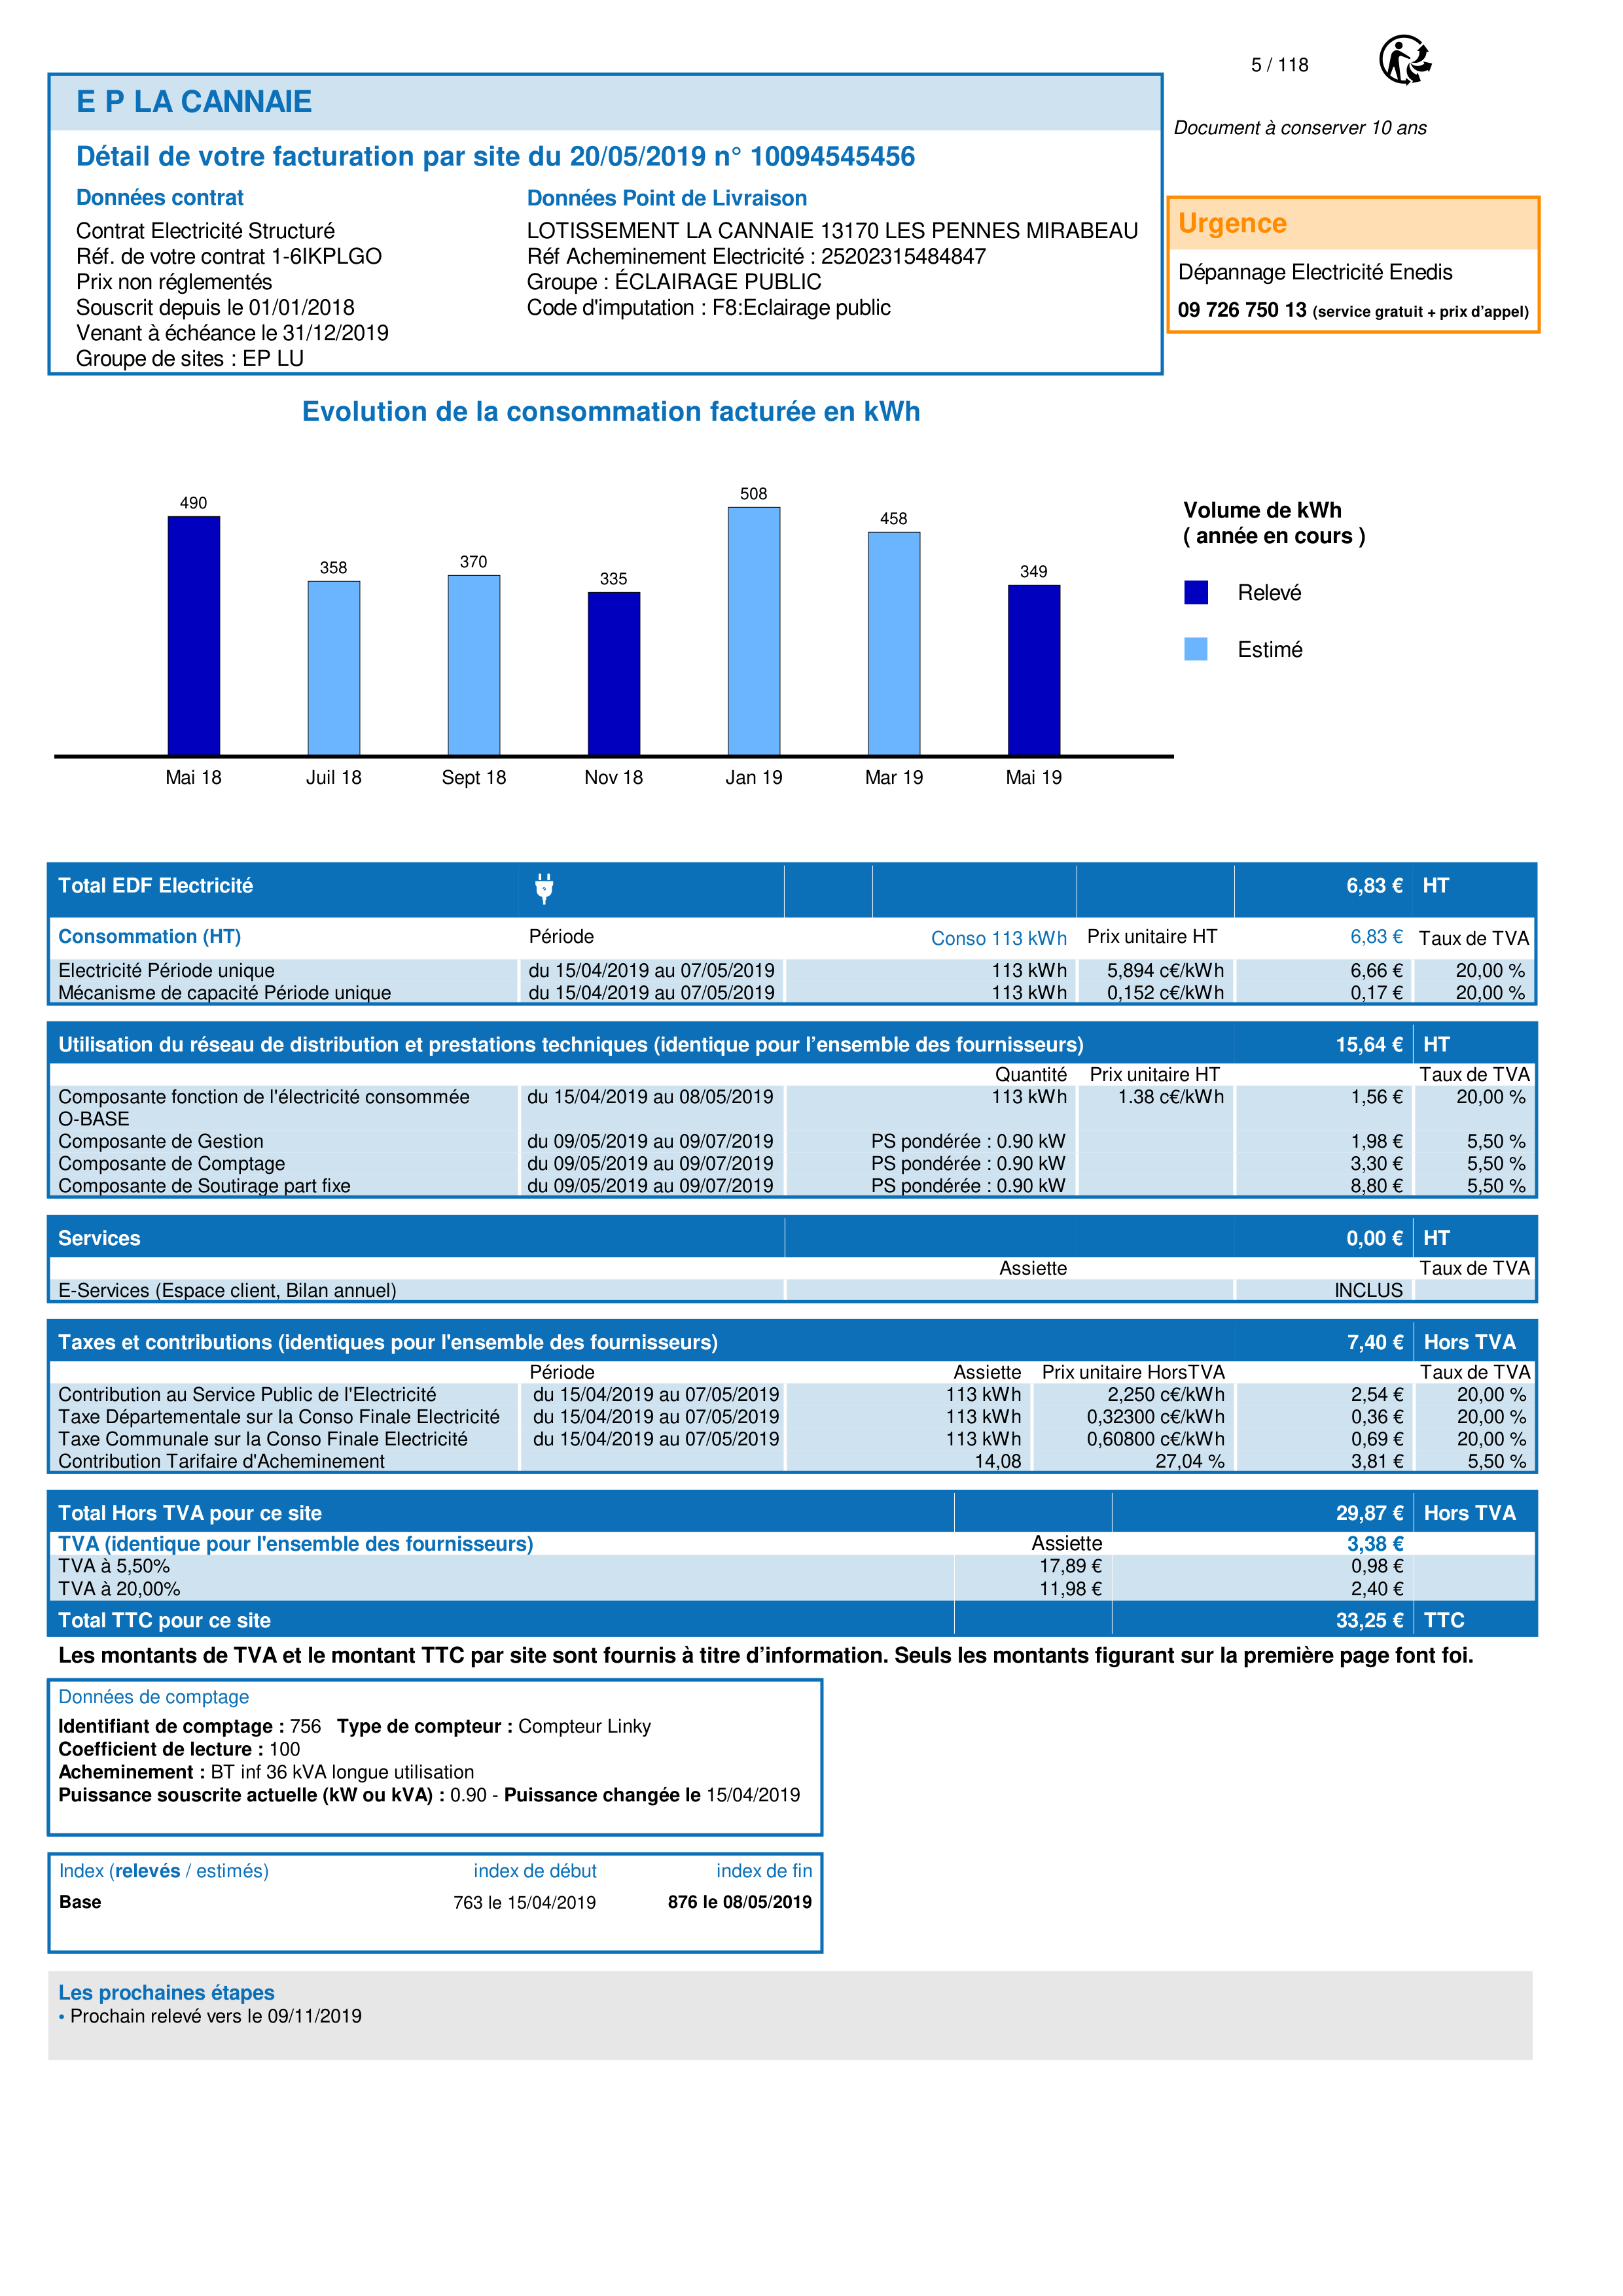 5 / 118
E P LA CANNAIE
Document à conserver 10 ans
Détail de votre facturation par site du 20/05/2019 n° 10094545456
Données contrat
Contrat Electricité Structuré
Réf. de votre contrat 1-6IKPLGO
Prix non réglementés
Souscrit depuis le 01/01/2018
Venant à échéance le 31/12/2019
Groupe de sites : EP LU
Données Point de Livraison
LOTISSEMENT LA CANNAIE 13170 LES PENNES MIRABEAU
Réf Acheminement Electricité : 25202315484847
Groupe : ÉCLAIRAGE PUBLIC
Code d'imputation : F8:Eclairage public
Urgence
Dépannage Electricité Enedis
09 726 750 13 (service gratuit + prix d’appel)
Evolution de la consommation facturée en kWh
490 358 370 335 508 458 349
Mai 18 Juil 18 Sept 18 Nov 18 Jan 19 Mar 19 Mai 19
Volume de kWh
( année en cours )
Relevé
Estimé
Total EDF Electricité 6,83 € HT
Consommation (HT) Période Conso 113 kWh Prix unitaire HT 6,83 € Taux de TVA
Electricité Période unique du 15/04/2019 au 07/05/2019 113 kWh 5,894 c€/kWh 6,66 € 20,00 %
Mécanisme de capacité Période unique du 15/04/2019 au 07/05/2019 113 kWh 0,152 c€/kWh 0,17 € 20,00 %
Utilisation du réseau de distribution et prestations techniques (identique pour l’ensemble des fournisseurs) 15,64 € HT
Quantité Prix unitaire HT Taux de TVA
Composante fonction de l'électricité consommée du 15/04/2019 au 08/05/2019 113 kWh 1.38 c€/kWh 1,56 € 20,00 %
O-BASE
Composante de Gestion du 09/05/2019 au 09/07/2019 PS pondérée : 0.90 kW 1,98 € 5,50 %
Composante de Comptage du 09/05/2019 au 09/07/2019 PS pondérée : 0.90 kW 3,30 € 5,50 %
Composante de Soutirage part fixe du 09/05/2019 au 09/07/2019 PS pondérée : 0.90 kW 8,80 € 5,50 %
Services 0,00 € HT
Assiette Taux de TVA
E-Services (Espace client, Bilan annuel) INCLUS
Taxes et contributions (identiques pour l'ensemble des fournisseurs) 7,40 € Hors TVA
Période Assiette Prix unitaire HorsTVA Taux de TVA
Contribution au Service Public de l'Electricité du 15/04/2019 au 07/05/2019 113 kWh 2,250 c€/kWh 2,54 € 20,00 %
Taxe Départementale sur la Conso Finale Electricité du 15/04/2019 au 07/05/2019 113 kWh 0,32300 c€/kWh 0,36 € 20,00 %
Taxe Communale sur la Conso Finale Electricité du 15/04/2019 au 07/05/2019 113 kWh 0,60800 c€/kWh 0,69 € 20,00 %
Contribution Tarifaire d'Acheminement 14,08 27,04 % 3,81 € 5,50 %
Total Hors TVA pour ce site 29,87 € Hors TVA
TVA (identique pour l'ensemble des fournisseurs) Assiette 3,38 €
TVA à 5,50% 17,89 € 0,98 €
TVA à 20,00% 11,98 € 2,40 €
Total TTC pour ce site 33,25 € TTC
Les montants de TVA et le montant TTC par site sont fournis à titre d’information. Seuls les montants figurant sur la première page font foi.
Données de comptage
Identifiant de comptage : 756 Type de compteur : Compteur Linky
Coefficient de lecture : 100
Acheminement : BT inf 36 kVA longue utilisation
Puissance souscrite actuelle (kW ou kVA) : 0.90 - Puissance changée le 15/04/2019
Index (relevés / estimés) index de début index de fin
Base 763 le 15/04/2019 876 le 08/05/2019
Les prochaines étapes
• Prochain relevé vers le 09/11/2019